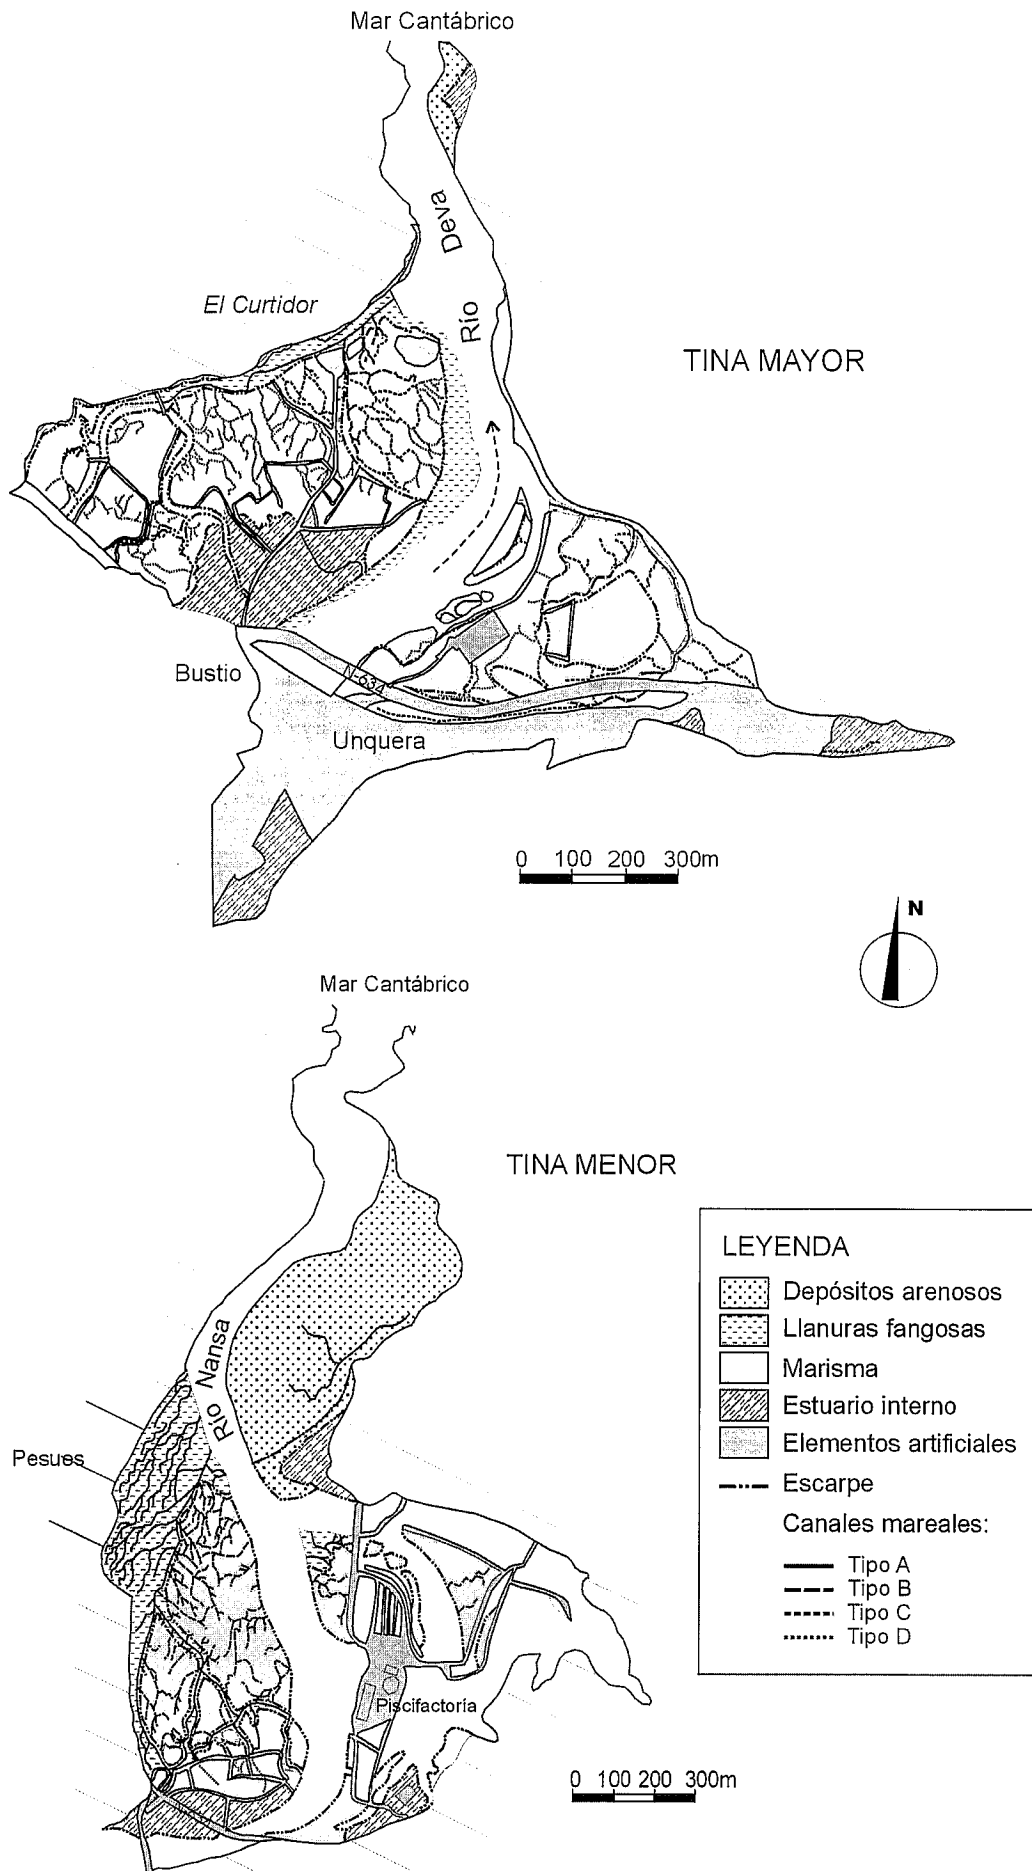 Mar Cantábrico
Río Deva
El Curtidor
TINA MAYOR
Bustio
N-634
Unquera
0 100 200 300m
N
Mar Cantábrico
TINA MENOR
Río Nansa
Pesues
Piscifactoría
0 100 200 300m
LEYENDA
Depósitos arenosos
Llanuras fangosas
Marisma
Estuario interno
Elementos artificiales
Escarpe
Canales mareales:
Tipo A
Tipo B
Tipo C
Tipo D